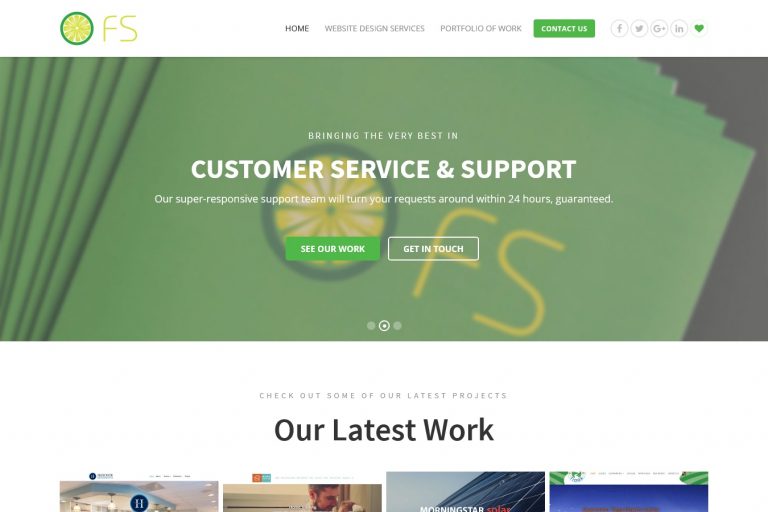 FS
HOME
WEBSITE DESIGN SERVICES
PORTFOLIO OF WORK
CONTACT US
BRINGING THE VERY BEST IN
CUSTOMER SERVICE & SUPPORT
Our super-responsive support team will turn your requests around within 24 hours, guaranteed.
SEE OUR WORK
GET IN TOUCH
FS
CHECK OUT SOME OF OUR LATEST PROJECTS
Our Latest Work
H
H
MORNINGSTAR solar